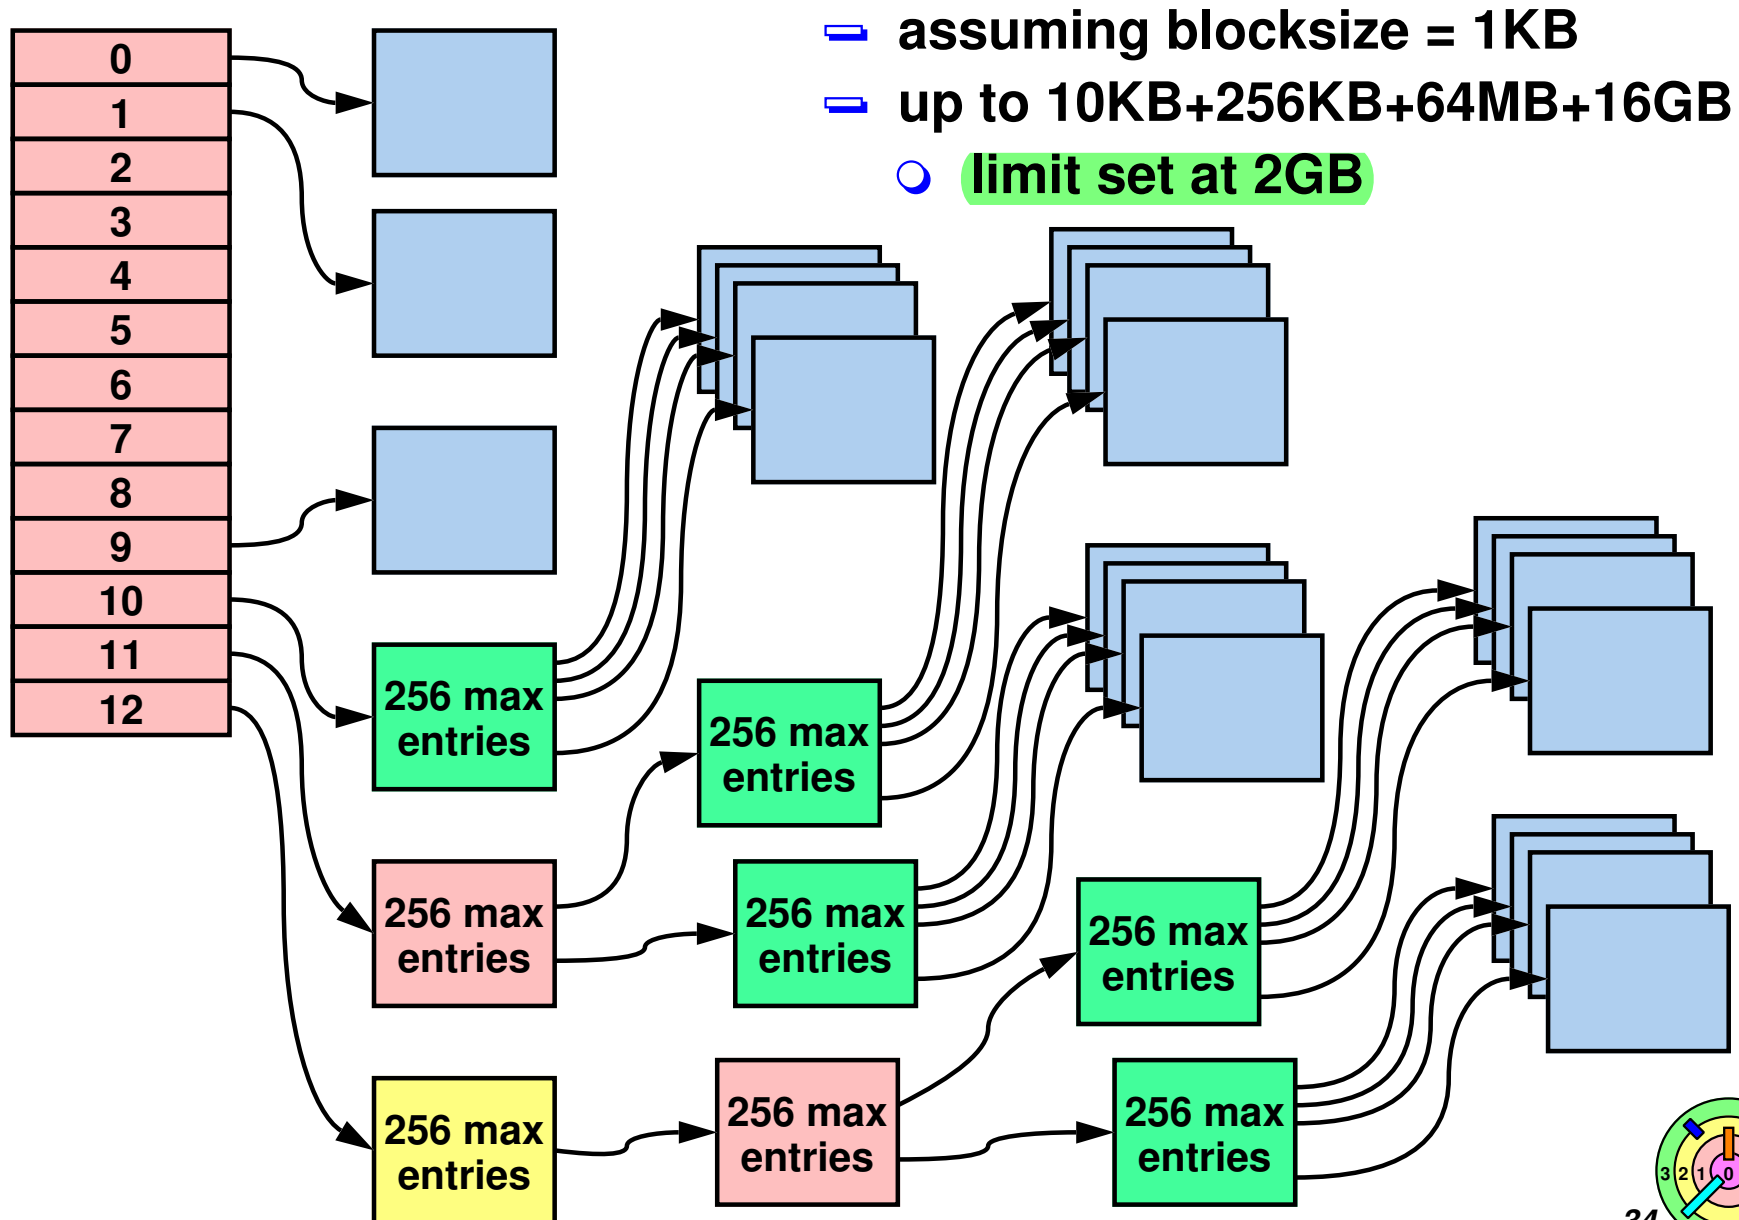 assuming blocksize = 1KB
up to 10KB+256KB+64MB+16GB
limit set at 2GB
0
1
2
3
4
5
6
7
8
9
10
11
12
256 max
entries
256 max
entries
256 max
entries
256 max
entries
256 max
entries
256 max
entries
256 max
entries
256 max
entries
3 2 1 0
34